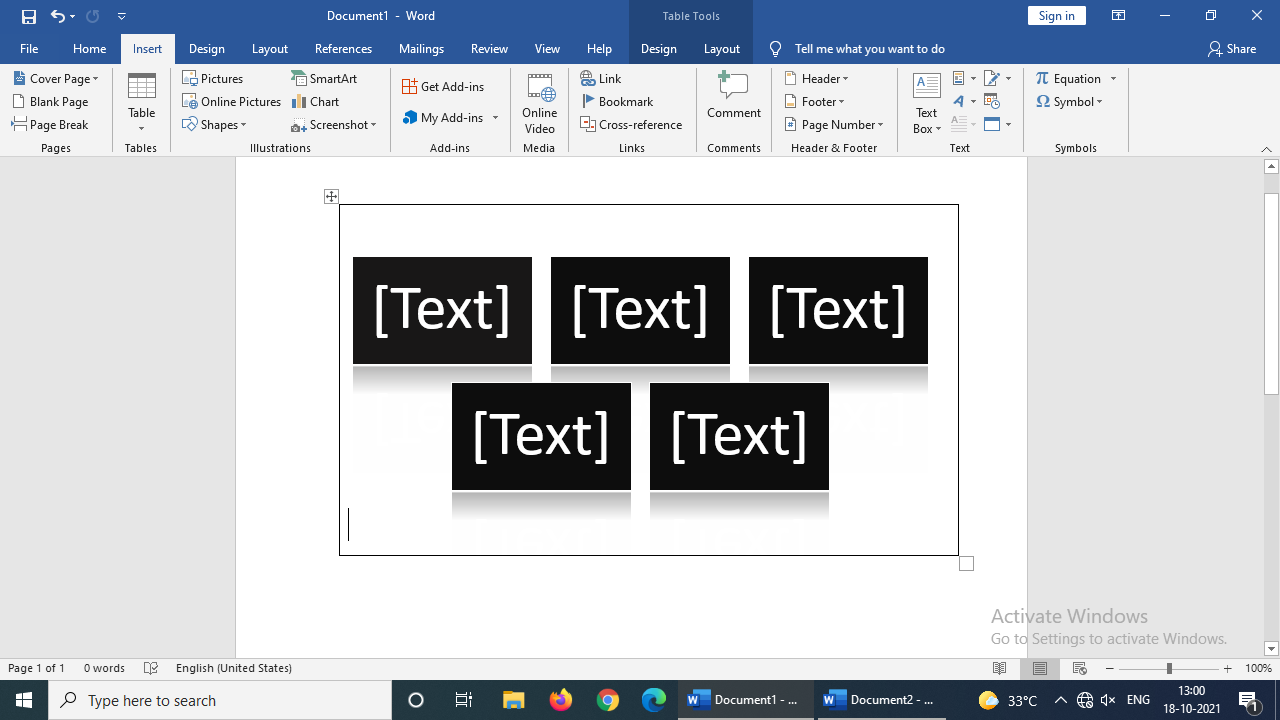 Document1 - Word
Table Tools
Sign in
File Home Insert Design Layout References Mailings Review View Help Design Layout Tell me what you want to do Share
Cover Page
Blank Page
Page Break
Pages
Table
Tables
Pictures
Online Pictures
Shapes
SmartArt
Chart
Screenshot
Illustrations
Get Add-ins
My Add-ins
Add-ins
Online
Video
Media
Link
Bookmark
Cross-reference
Links
Comment
Comments
Header
Footer
Page Number
Header & Footer
Text
Box
Text
Equation
Symbol
Symbols
[Text] [Text] [Text]
[Text] [Text]
Activate Windows
Go to Settings to activate Windows.
Page 1 of 1 0 words English (United States) 100%
Type here to search
Document1 - ...
Document2 - ...
33°C
ENG
13:00
18-10-2021
1